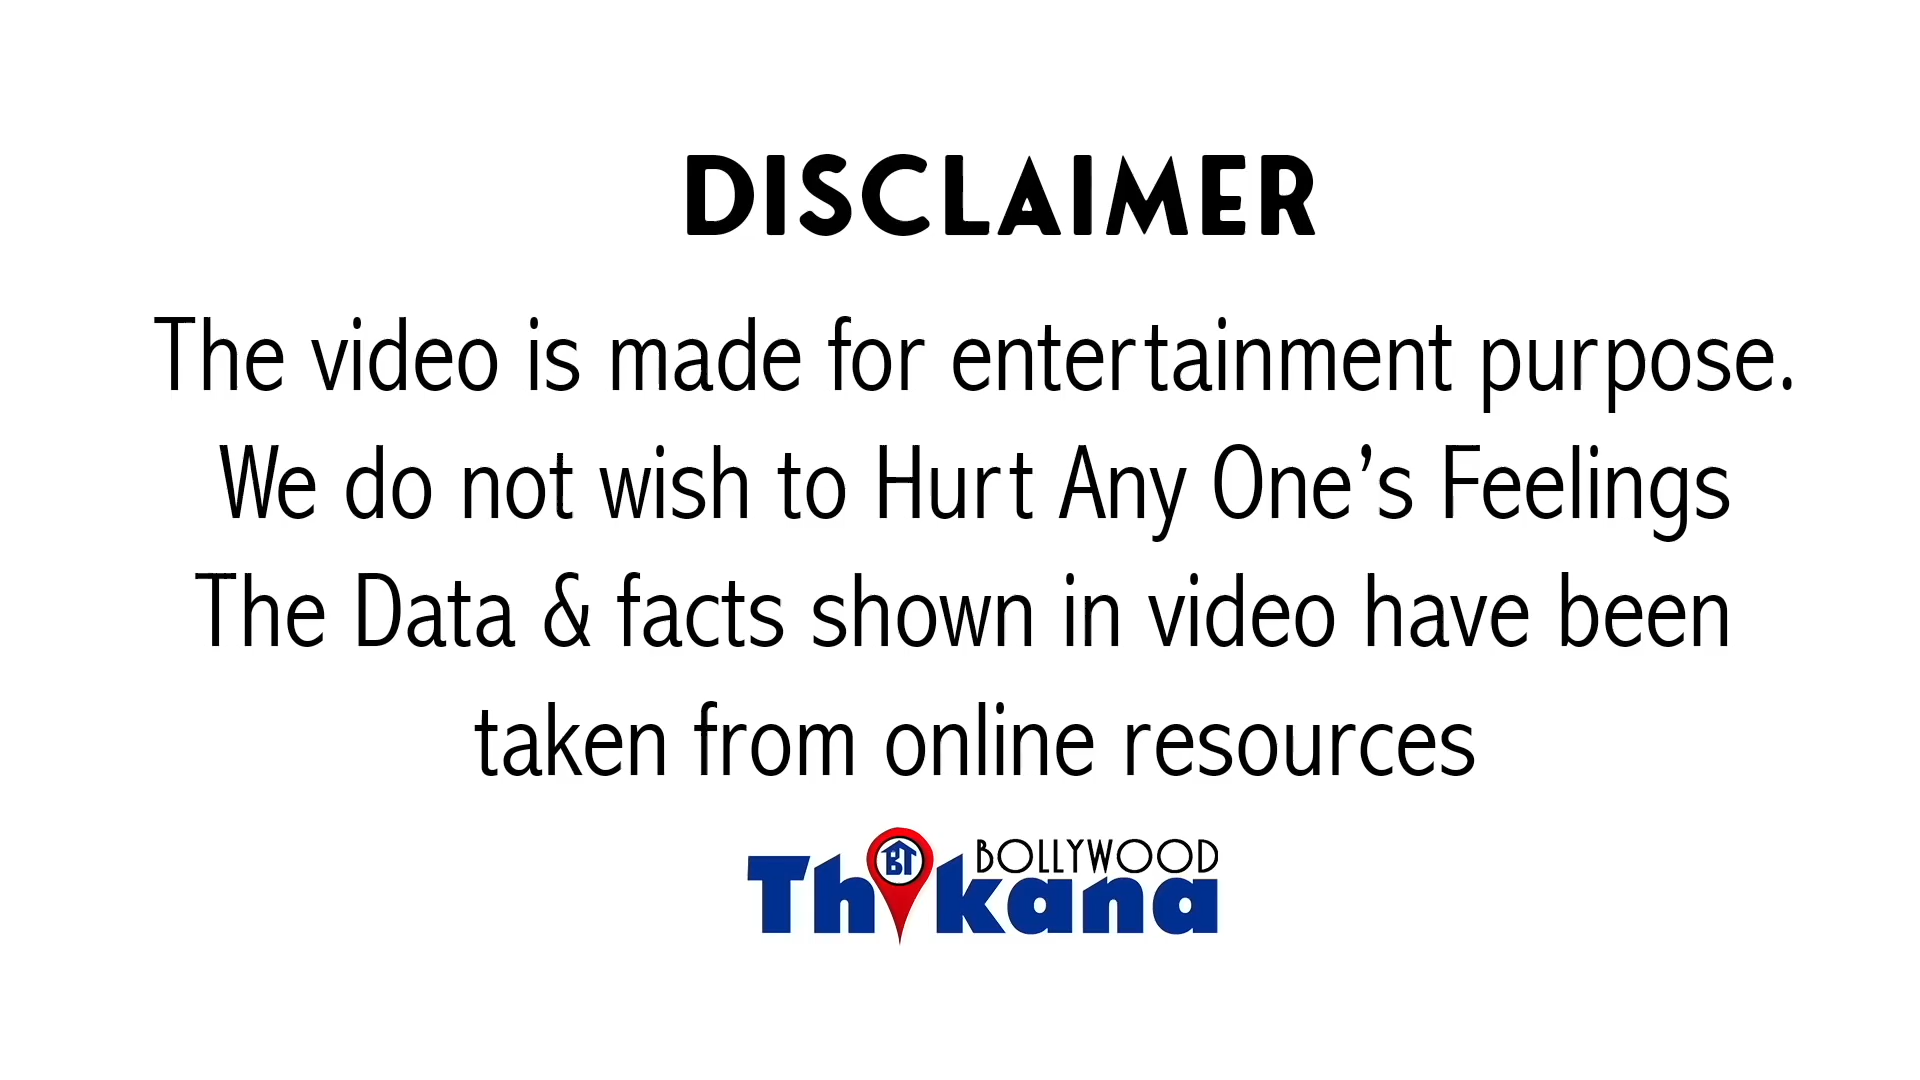 DISCLAIMER
The video is made for entertainment purpose.
We do not wish to Hurt Any One’s Feelings
The Data & facts shown in video have been
taken from online resources
BT
BOLLYWOOD
Thikana